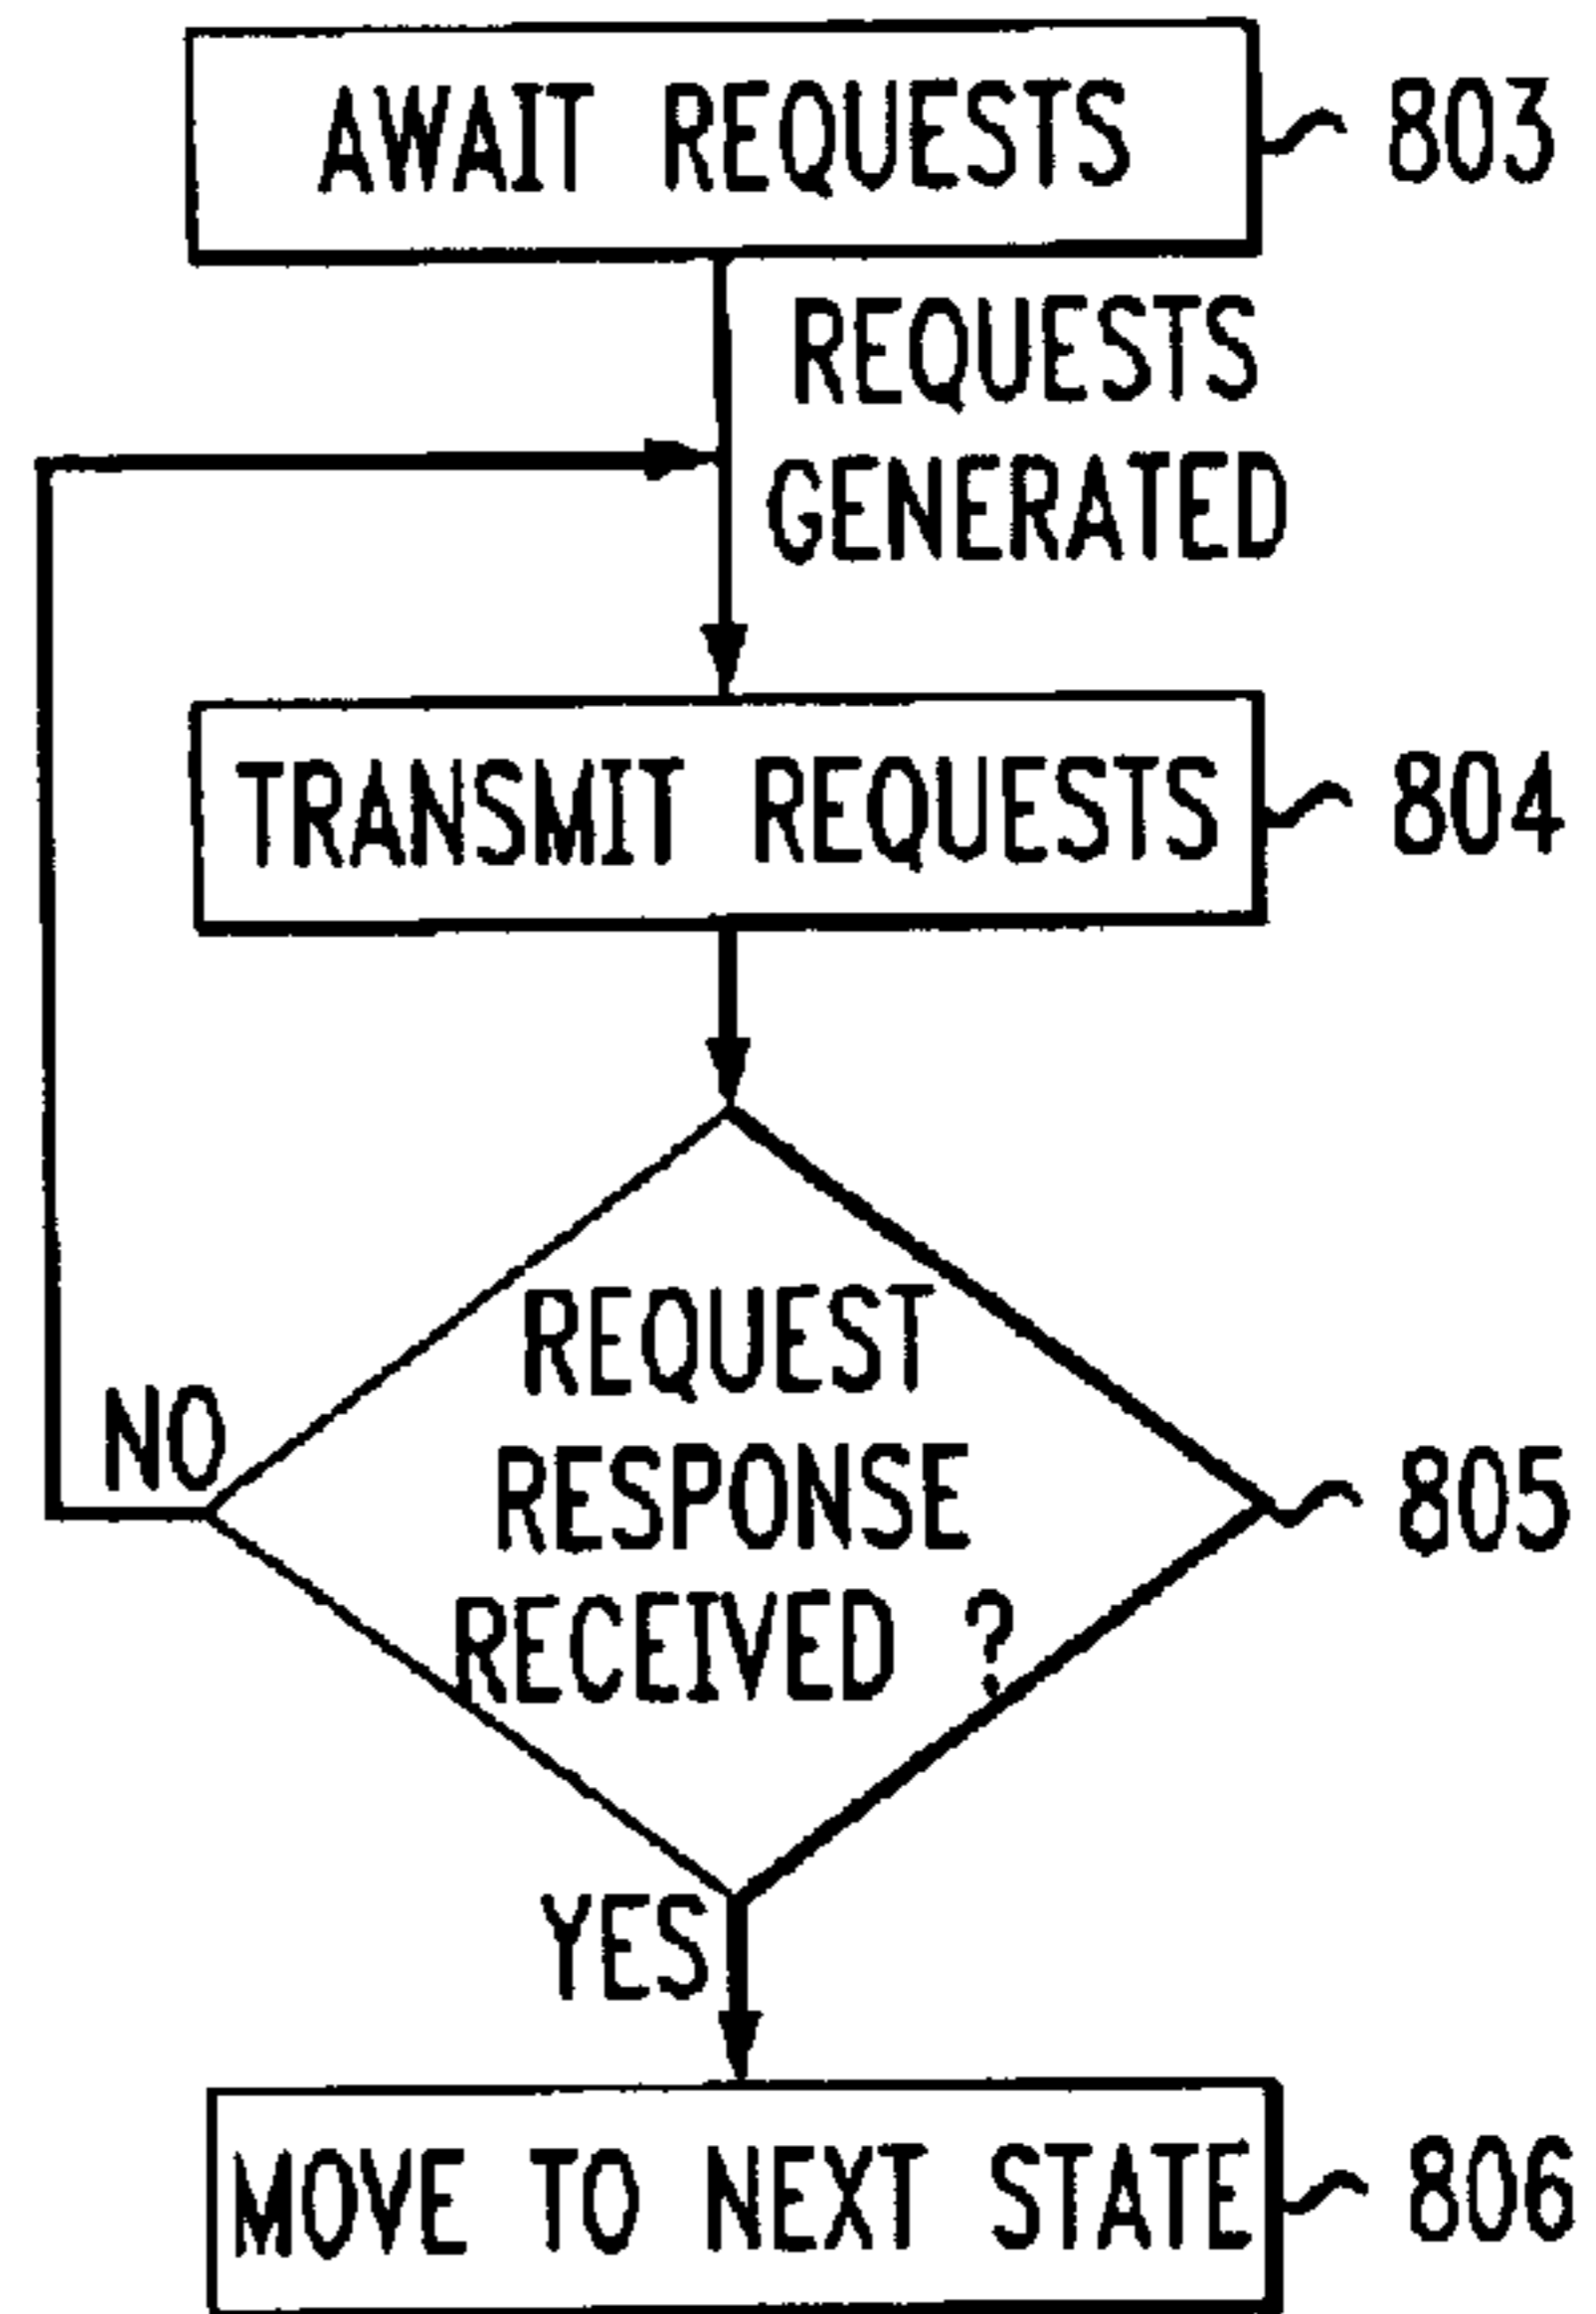 AWAIT REQUESTS 803
REQUESTS
GENERATED
TRANSMIT REQUESTS 804
REQUEST
RESPONSE
RECEIVED ?
NO
805
YES
MOVE TO NEXT STATE 806